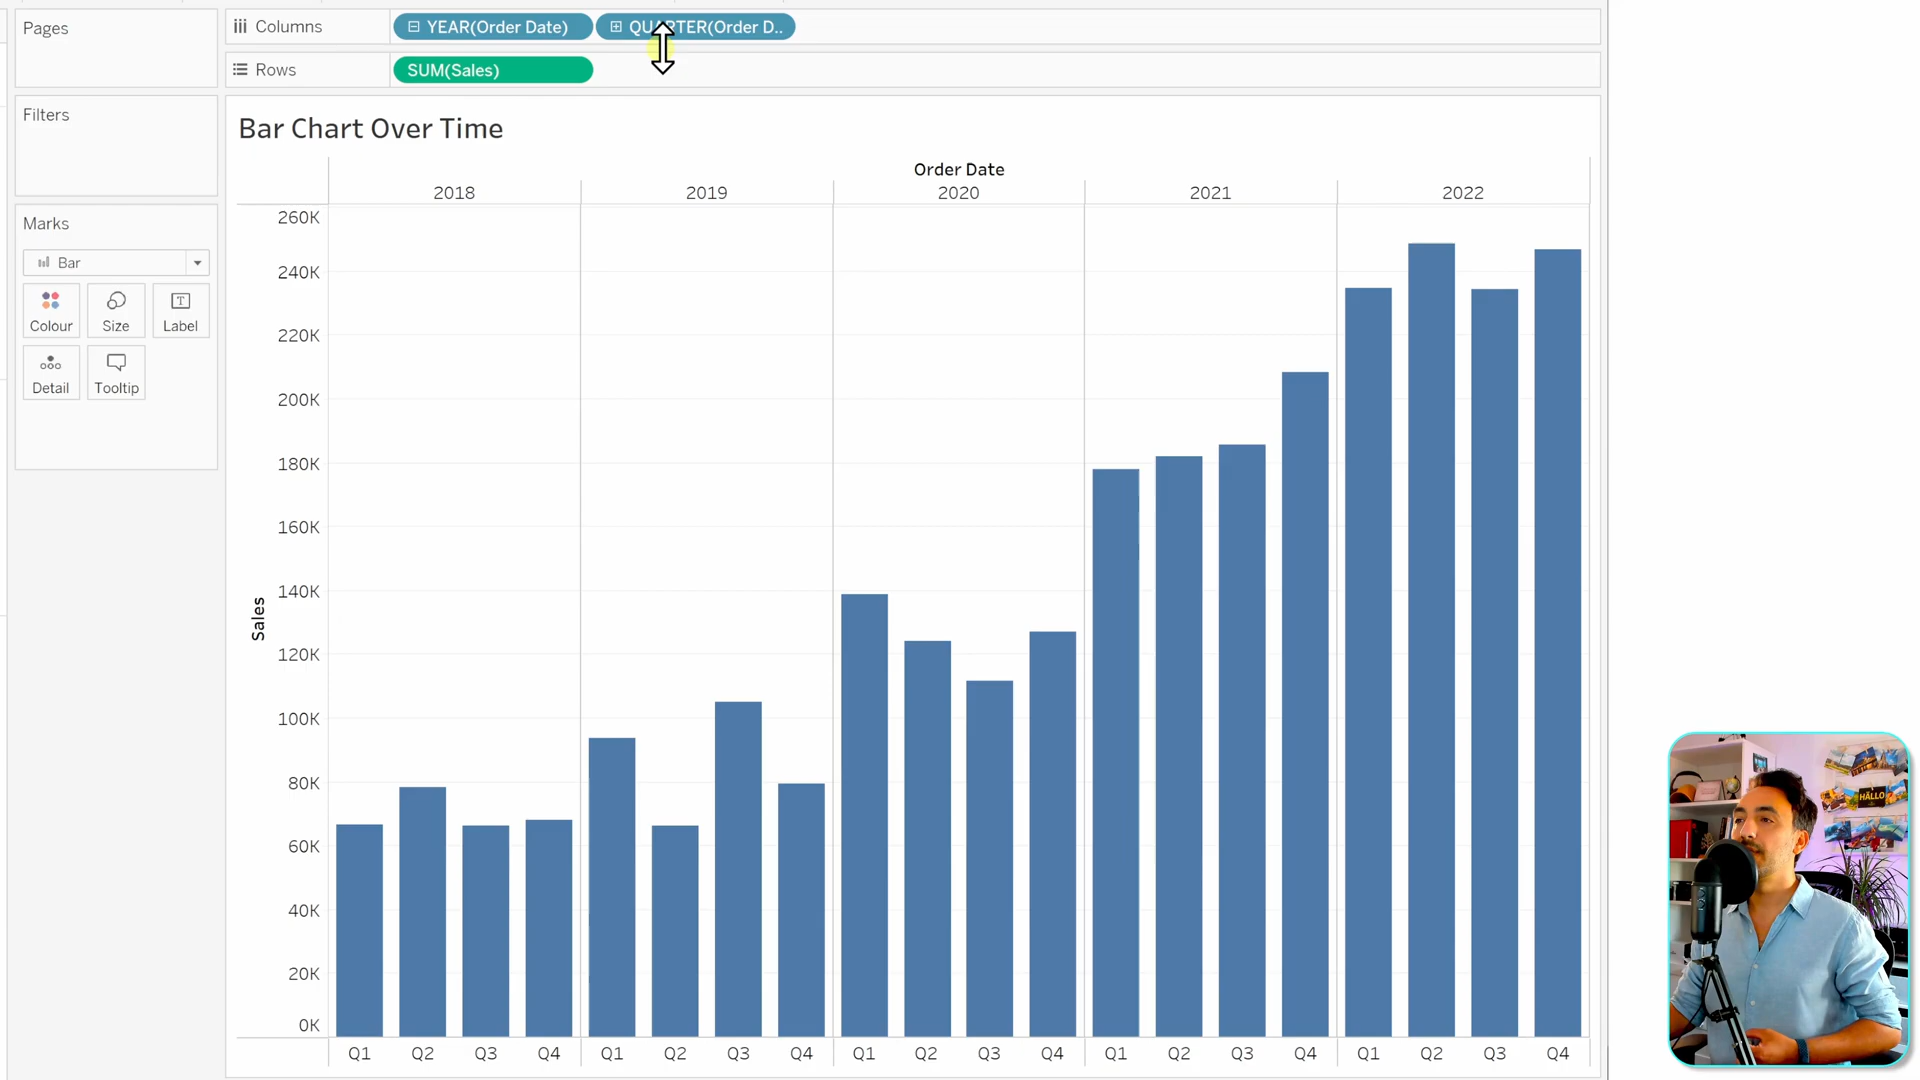 Pages
Columns
YEAR(Order Date)
QUARTER(Order D..
Rows
SUM(Sales)
Filters
Marks
Bar
Colour
Size
Label
Detail
Tooltip
Bar Chart Over Time
Order Date
2018 2019 2020 2021 2022
260K
240K
220K
200K
180K
160K
140K
120K
100K
80K
60K
40K
20K
0K
Sales
Q1 Q2 Q3 Q4 Q1 Q2 Q3 Q4 Q1 Q2 Q3 Q4 Q1 Q2 Q3 Q4 Q1 Q2 Q3 Q4
HALLO